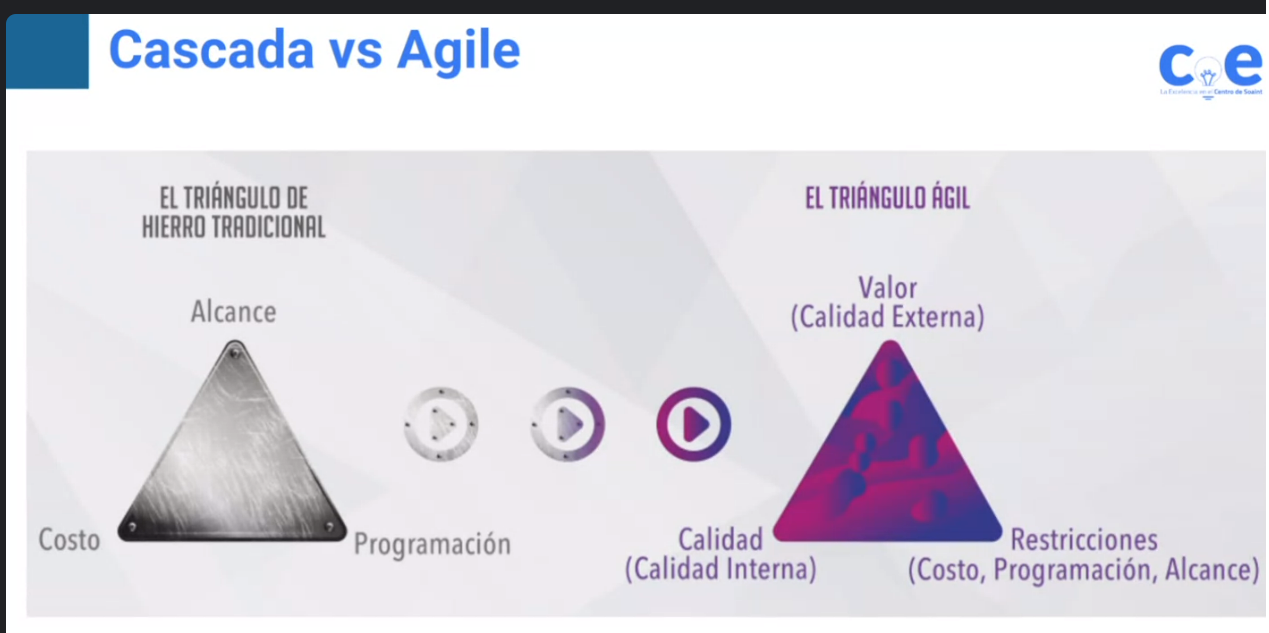 Cascada vs Agile
C e
La Excelencia en el Centro de Soaint
EL TRIÁNGULO DE
HIERRO TRADICIONAL
Alcance
Costo
Programación
EL TRIÁNGULO ÁGIL
Valor
(Calidad Externa)
Calidad
(Calidad Interna)
Restricciones
(Costo, Programación, Alcance)